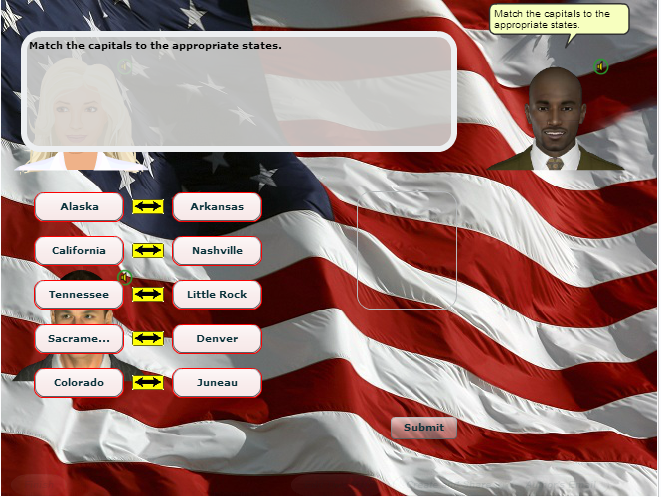 Match the capitals to the
appropriate states.
Match the capitals to the appropriate states.
Alaska
Arkansas
California
Nashville
Tennessee
Little Rock
Sacrame...
Denver
Colorado
Juneau
Submit